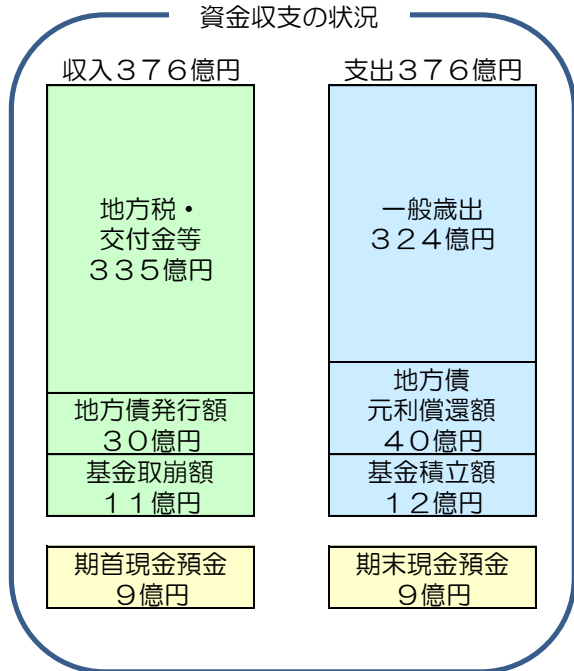 資金収支の状況
収入３７６億円
地方税・
交付金等
３３５億円
地方債発行額
３０億円
基金取崩額
１１億円
期首現金預金
９億円
支出３７６億円
一般歳出
３２４億円
地方債
元利償還額
４０億円
基金積立額
１２億円
期末現金預金
９億円